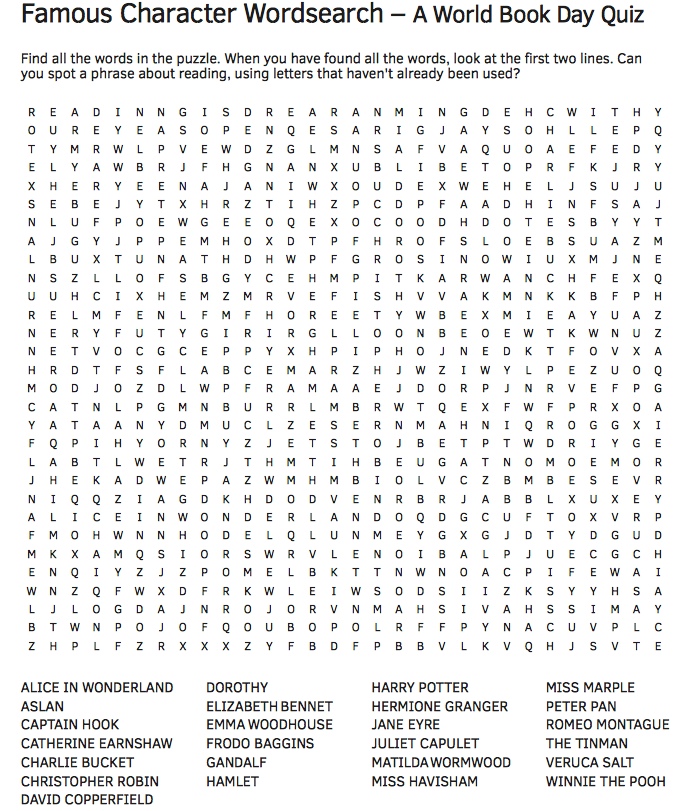 Famous Character Wordsearch – A World Book Day Quiz
Find all the words in the puzzle. When you have found all the words, look at the first two lines. Can
you spot a phrase about reading, using letters that haven't already been used?
R E A D I N N G I S D R E A R A N M I N G D E H C W I T H Y
O U R E Y E A S O P E N Q E S A R I G J A Y S O H L L E P Q
T Y M R W L P V E W D Z G L M N S A F V A Q U O A E F E D Y
E L Y A W B R J F H G N A N X U B L I B E T O P R F K J R Y
X H E R Y E E N A J A N I W X O U D E X W E H E L J S U J U
S E B E J Y T X H R Z T I H Z P C D P F A A D H I N F S A J
N L U F P O E W G E E O Q E X O C O O D H D O T E S B Y Y T
A J G Y J P P E M H O X D T P F H R O F S L O E B S U A Z M
L B U X T U N A T H D H W P F G R O S I N O W I U X M J N E
N S Z L L O F S B G Y C E H M P I T K A R W A N C H F E X Q
U U H C I X H E M Z M R V E F I S H V V A K M N K K B F P H
R E L M F E N L F M F H O R E E T Y W B E X M I E A Y U A Z
N E R Y F U T Y G I R I R G L L O O N B E O E W T K W N U Z
N E T V O C G C E P P Y X H P I P H O J N E D K T F O V X A
H R D T F S F L A B C E M A R Z H J W Z I W Y L P E Z U O Q
M O D J O Z D L W P F R A M A A E J D O R P J N R V E F P G
C A T N L P G M N B U R R L M B R W T Q E X F W F P R X O A
Y A T A A N Y D M U C L Z E S E R N M A H N I Q R O G G X I
F Q P I H Y O R N Y Z J E T S T O J B E T P T W D R I Y G E
L A B T L W E T R J T H M T I H B E U G A T N O M O E M O R
J H E K A D W E P A Z W M H M B I O L V C Z B M B E S E V R
N I Q Q Z I A G D K H D O D V E N R B R J A B B L X U X E Y
A L I C E I N W O N D E R L A N D O Q D G C U F T O X V R P
F M O H W N N H O D E L Q L U N M E Y G X G J D T Y D G U D
M K X A M Q S I O R S W R V L E N O I B A L P J U E C G C H
E N Q I Y Z J Z P O M E L B K T T N W N O A C P I F E W A I
W N Z Q F W X D F R K W L E I W S O D S I I Z K S Y Y H S A
L J L O G D A J N R O J O R V N M A H S I V A H S S I M A Y
B T W N P O J O F Q O U B O P O L R F F P Y N A C U V P L C
Z H P L F Z R X X X Z Y F B D F P B B V L K V Q H J S V T E
ALICE IN WONDERLAND DOROTHY HARRY POTTER MISS MARPLE
ASLAN ELIZABETH BENNET HERMIONE GRANGER PETER PAN
CAPTAIN HOOK EMMA WOODHOUSE JANE EYRE ROMEO MONTAGUE
CATHERINE EARNSHAW FRODO BAGGINS JULIET CAPULET THE TINMAN
CHARLIE BUCKET GANDALF MATILDA WORMWOOD VERUCA SALT
CHRISTOPHER ROBIN HAMLET MISS HAVISHAM WINNIE THE POOH
DAVID COPPERFIELD